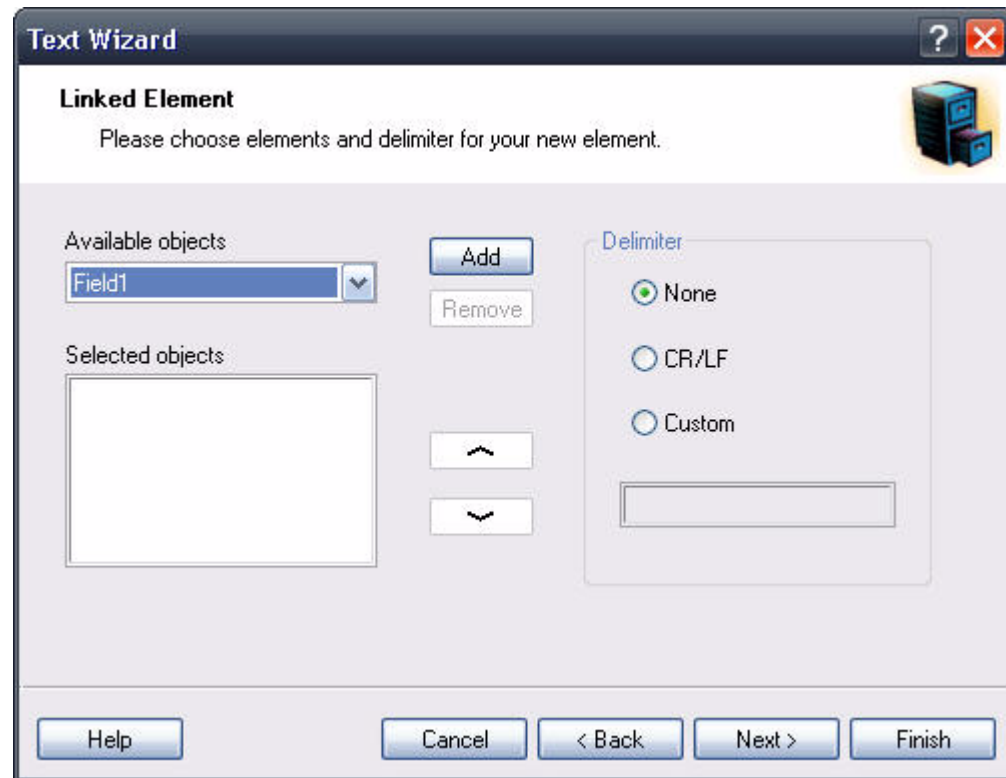 Text Wizard
?
Linked Element
Please choose elements and delimiter for your new element.
Available objects
Field1
Add
Remove
Selected objects
Delimiter
None
CR/LF
Custom
Help
Cancel
< Back
Next >
Finish